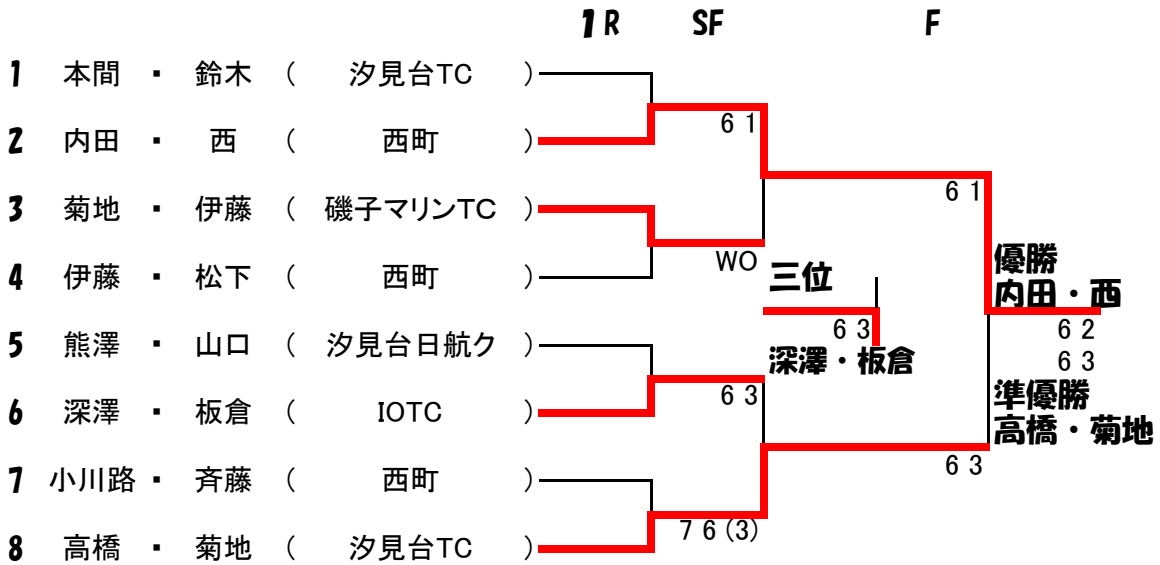 1R SF F
1 本間 ・ 鈴木 ( 汐見台TC )
6 1
2 内田 ・ 西 ( 西町 )
6 1
3 菊地 ・ 伊藤 ( 磯子マリンTC )
WO
4 伊藤 ・ 松下 ( 西町 )
三位
6 3
深澤・板倉
優勝
内田・西
6 2
6 3
5 熊澤 ・ 山口 ( 汐見台日航ク )
6 3
6 深澤 ・ 板倉 ( IOTC )
準優勝
高橋・菊地
6 3
7 小川路 ・ 斉藤 ( 西町 )
7 6 (3)
8 高橋 ・ 菊地 ( 汐見台TC )